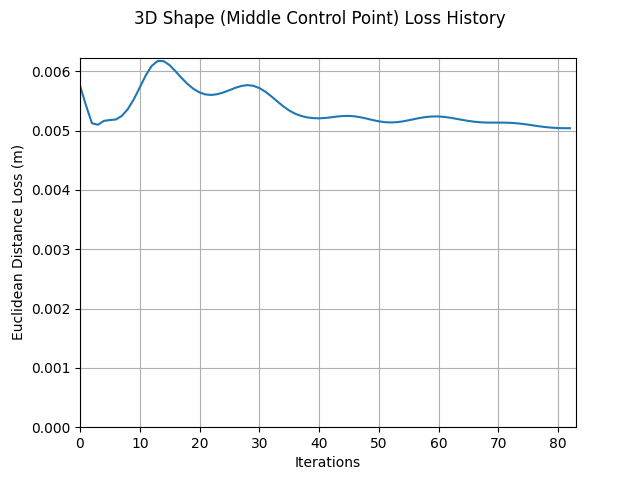 3D Shape (Middle Control Point) Loss History
0.006
0.005
0.004
0.003
0.002
0.001
0.000
Euclidean Distance Loss (m)
0 10 20 30 40 50 60 70 80
Iterations